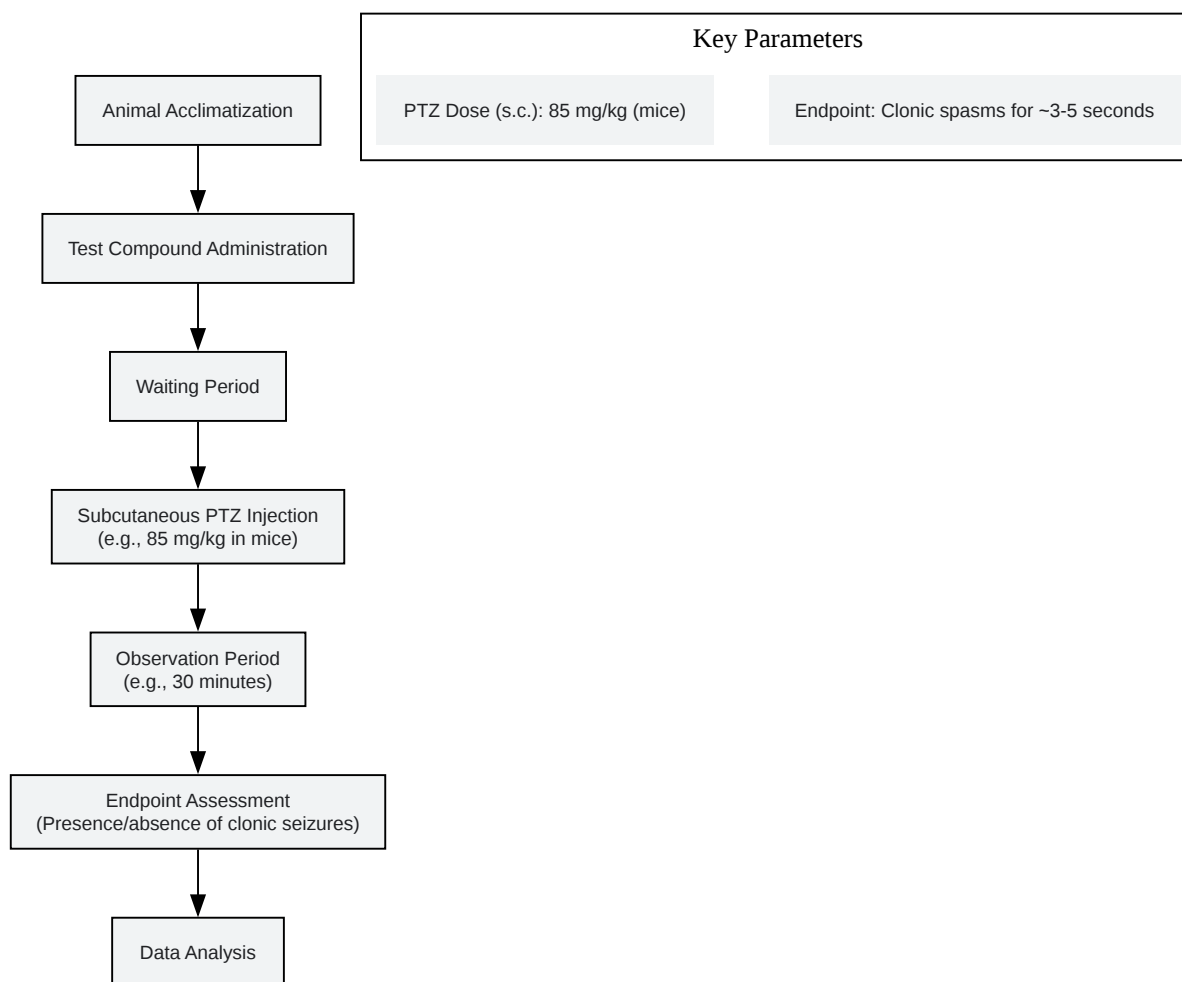 Key Parameters
PTZ Dose (s.c.): 85 mg/kg (mice)
Endpoint: Clonic spasms for ~3-5 seconds
Animal Acclimatization
Test Compound Administration
Waiting Period
Subcutaneous PTZ Injection
(e.g., 85 mg/kg in mice)
Observation Period
(e.g., 30 minutes)
Endpoint Assessment
(Presence/absence of clonic seizures)
Data Analysis